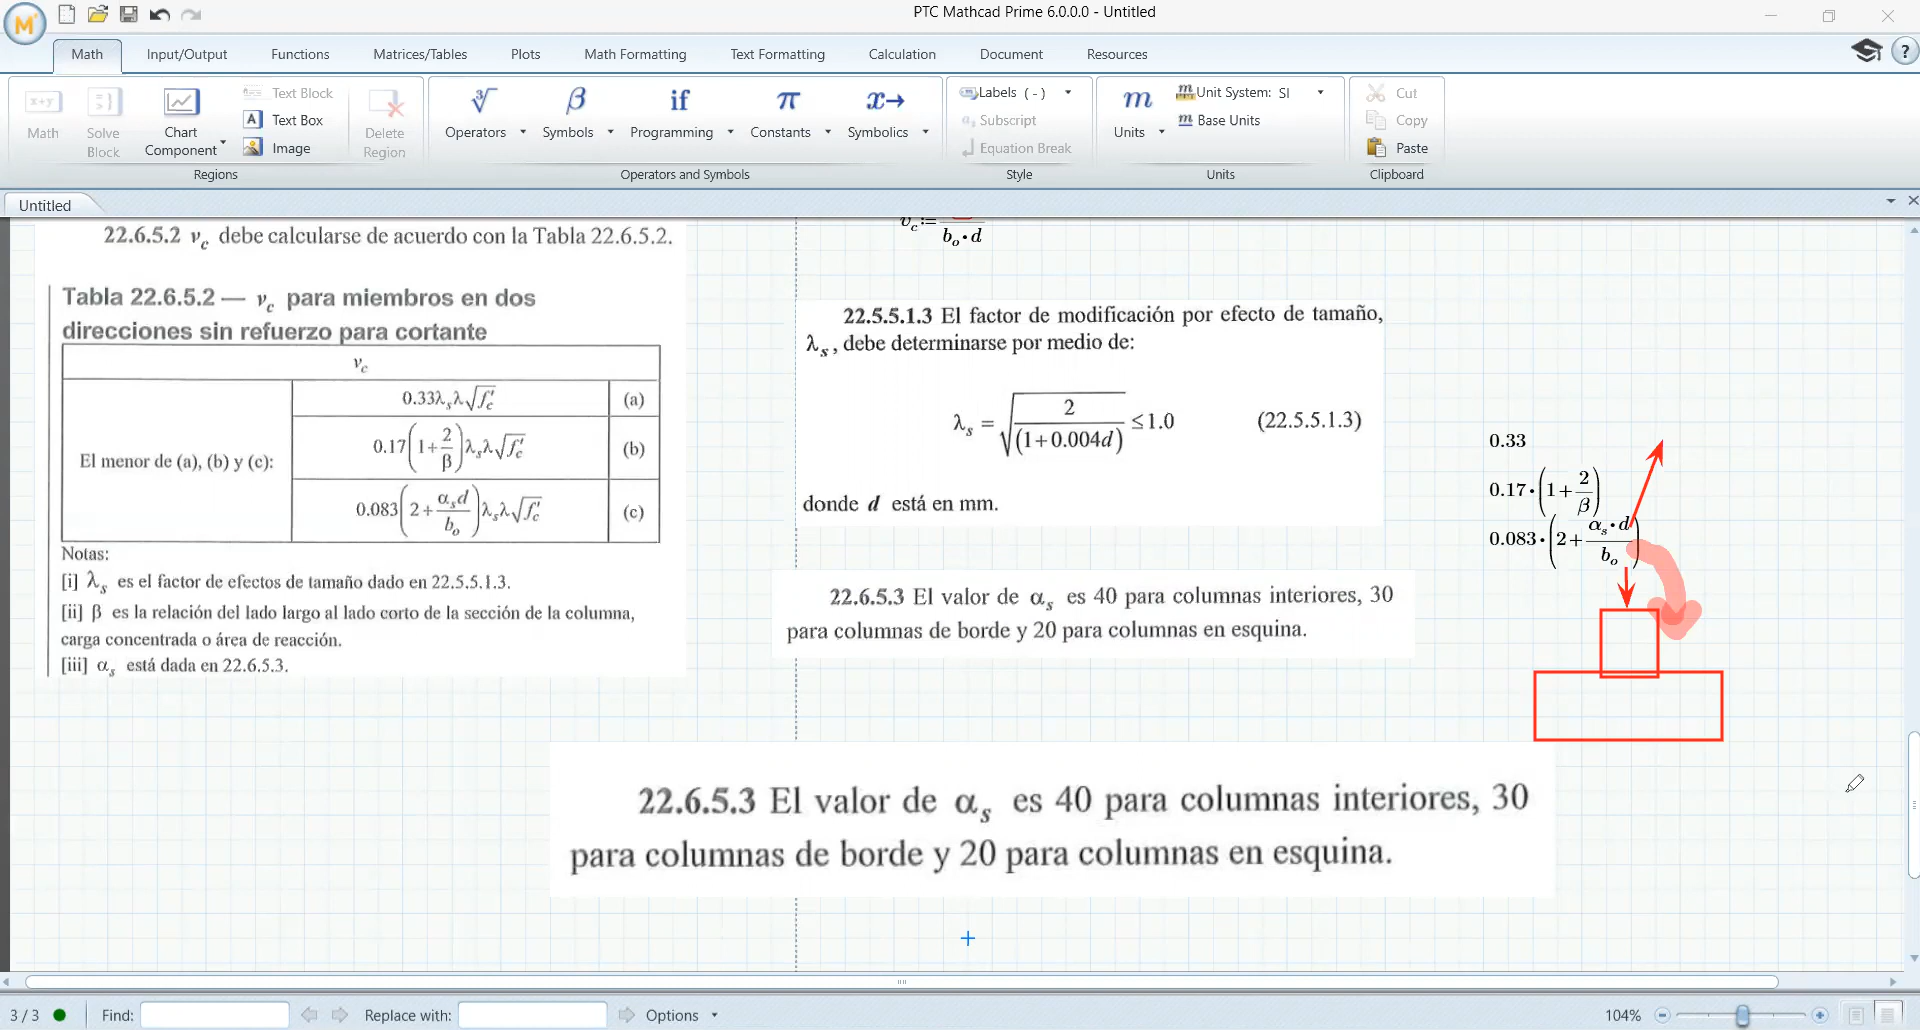 PTC Mathcad Prime 6.0.0.0 - Untitled
Math Input/Output Functions Matrices/Tables Plots Math Formatting Text Formatting Calculation Document Resources
x+y Math
Solve Block
Chart Component
Text Block
Text Box
Image
Delete Region
Regions
Operators
β Symbols
if Programming
π Constants
x→ Symbolics
Operators and Symbols
Labels ( - )
Subscript
Equation Break
Style
m Units
Unit System: SI
Base Units
Units
Cut
Copy
Paste
Clipboard
Untitled
22.6.5.2 v_c debe calcularse de acuerdo con la Tabla 22.6.5.2.
Tabla 22.6.5.2 — v_c para miembros en dos
direcciones sin refuerzo para cortante
v_c
El menor de (a), (b) y (c):
0.33λ_sλ√f'_c (a)
0.17(1+2/β)λ_sλ√f'_c (b)
0.083(2+α_sd/b_o)λ_sλ√f'_c (c)
Notas:
[i] λ_s es el factor de efectos de tamaño dado en 22.5.5.1.3.
[ii] β es la relación del lado largo al lado corto de la sección de la columna,
carga concentrada o área de reacción.
[iii] α_s está dada en 22.6.5.3.
v_c:=
b_o·d
22.5.5.1.3 El factor de modificación por efecto de tamaño,
λ_s, debe determinarse por medio de:
λ_s = √(2/(1+0.004d)) ≤1.0 (22.5.5.1.3)
donde d está en mm.
22.6.5.3 El valor de α_s es 40 para columnas interiores, 30
para columnas de borde y 20 para columnas en esquina.
0.33
0.17·(1+2/β)
0.083·(2+α_s·d/b_o)
22.6.5.3 El valor de α_s es 40 para columnas interiores, 30
para columnas de borde y 20 para columnas en esquina.
3 / 3 Find: Replace with: Options 104%